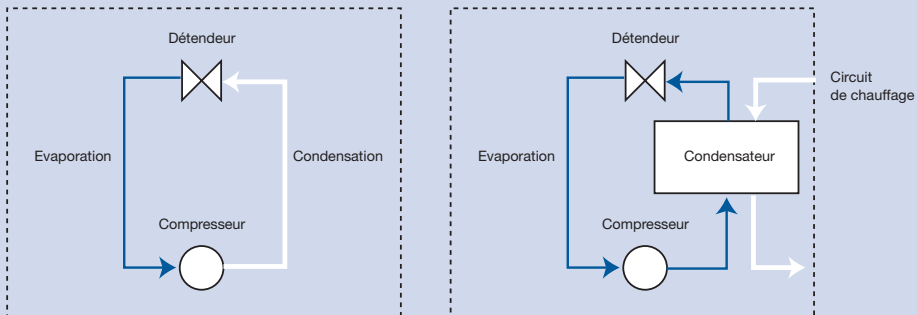 Détendeur
Evaporation
Condensation
Compresseur
Détendeur
Circuit
de chauffage
Evaporation
Condensateur
Compresseur